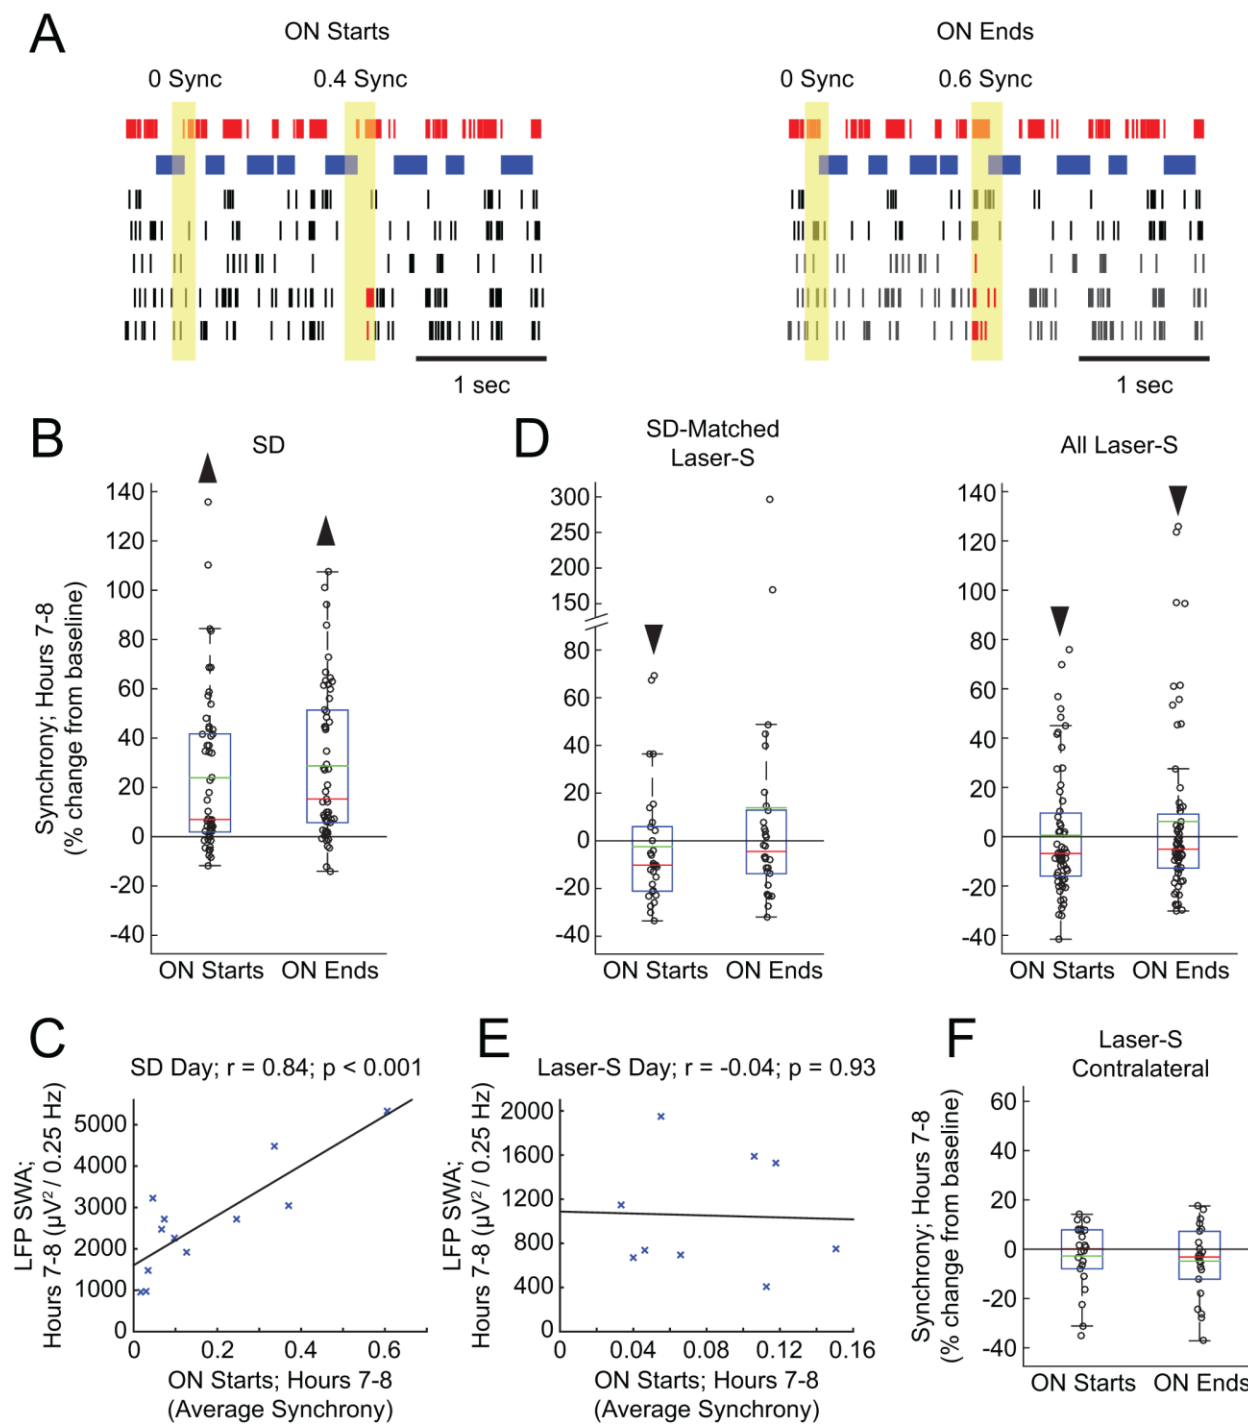 A
ON Starts
ON Ends
0 Sync
0.4 Sync
0 Sync
0.6 Sync
1 sec
1 sec
B
SD
Synchrony; Hours 7-8
(% change from baseline)
140
120
100
80
60
40
20
0
-20
-40
ON Starts
ON Ends
D
SD-Matched
Laser-S
300
250
200
150
80
60
40
20
0
-20
-40
ON Starts
ON Ends
All Laser-S
140
120
100
80
60
40
20
0
-20
-40
ON Starts
ON Ends
C
SD Day; r = 0.84; p < 0.001
LFP SWA;
Hours 7-8 (µV² / 0.25 Hz)
5000
4000
3000
2000
1000
0
0
0.2
0.4
0.6
ON Starts; Hours 7-8
(Average Synchrony)
E
Laser-S Day; r = -0.04; p = 0.93
LFP SWA;
Hours 7-8 (µV² / 0.25 Hz)
2000
1600
1200
800
400
0
0
0.04
0.08
0.12
0.16
ON Starts; Hours 7-8
(Average Synchrony)
F
Laser-S
Contralateral
Synchrony; Hours 7-8
(% change from baseline)
60
40
20
0
-20
-40
ON Starts
ON Ends